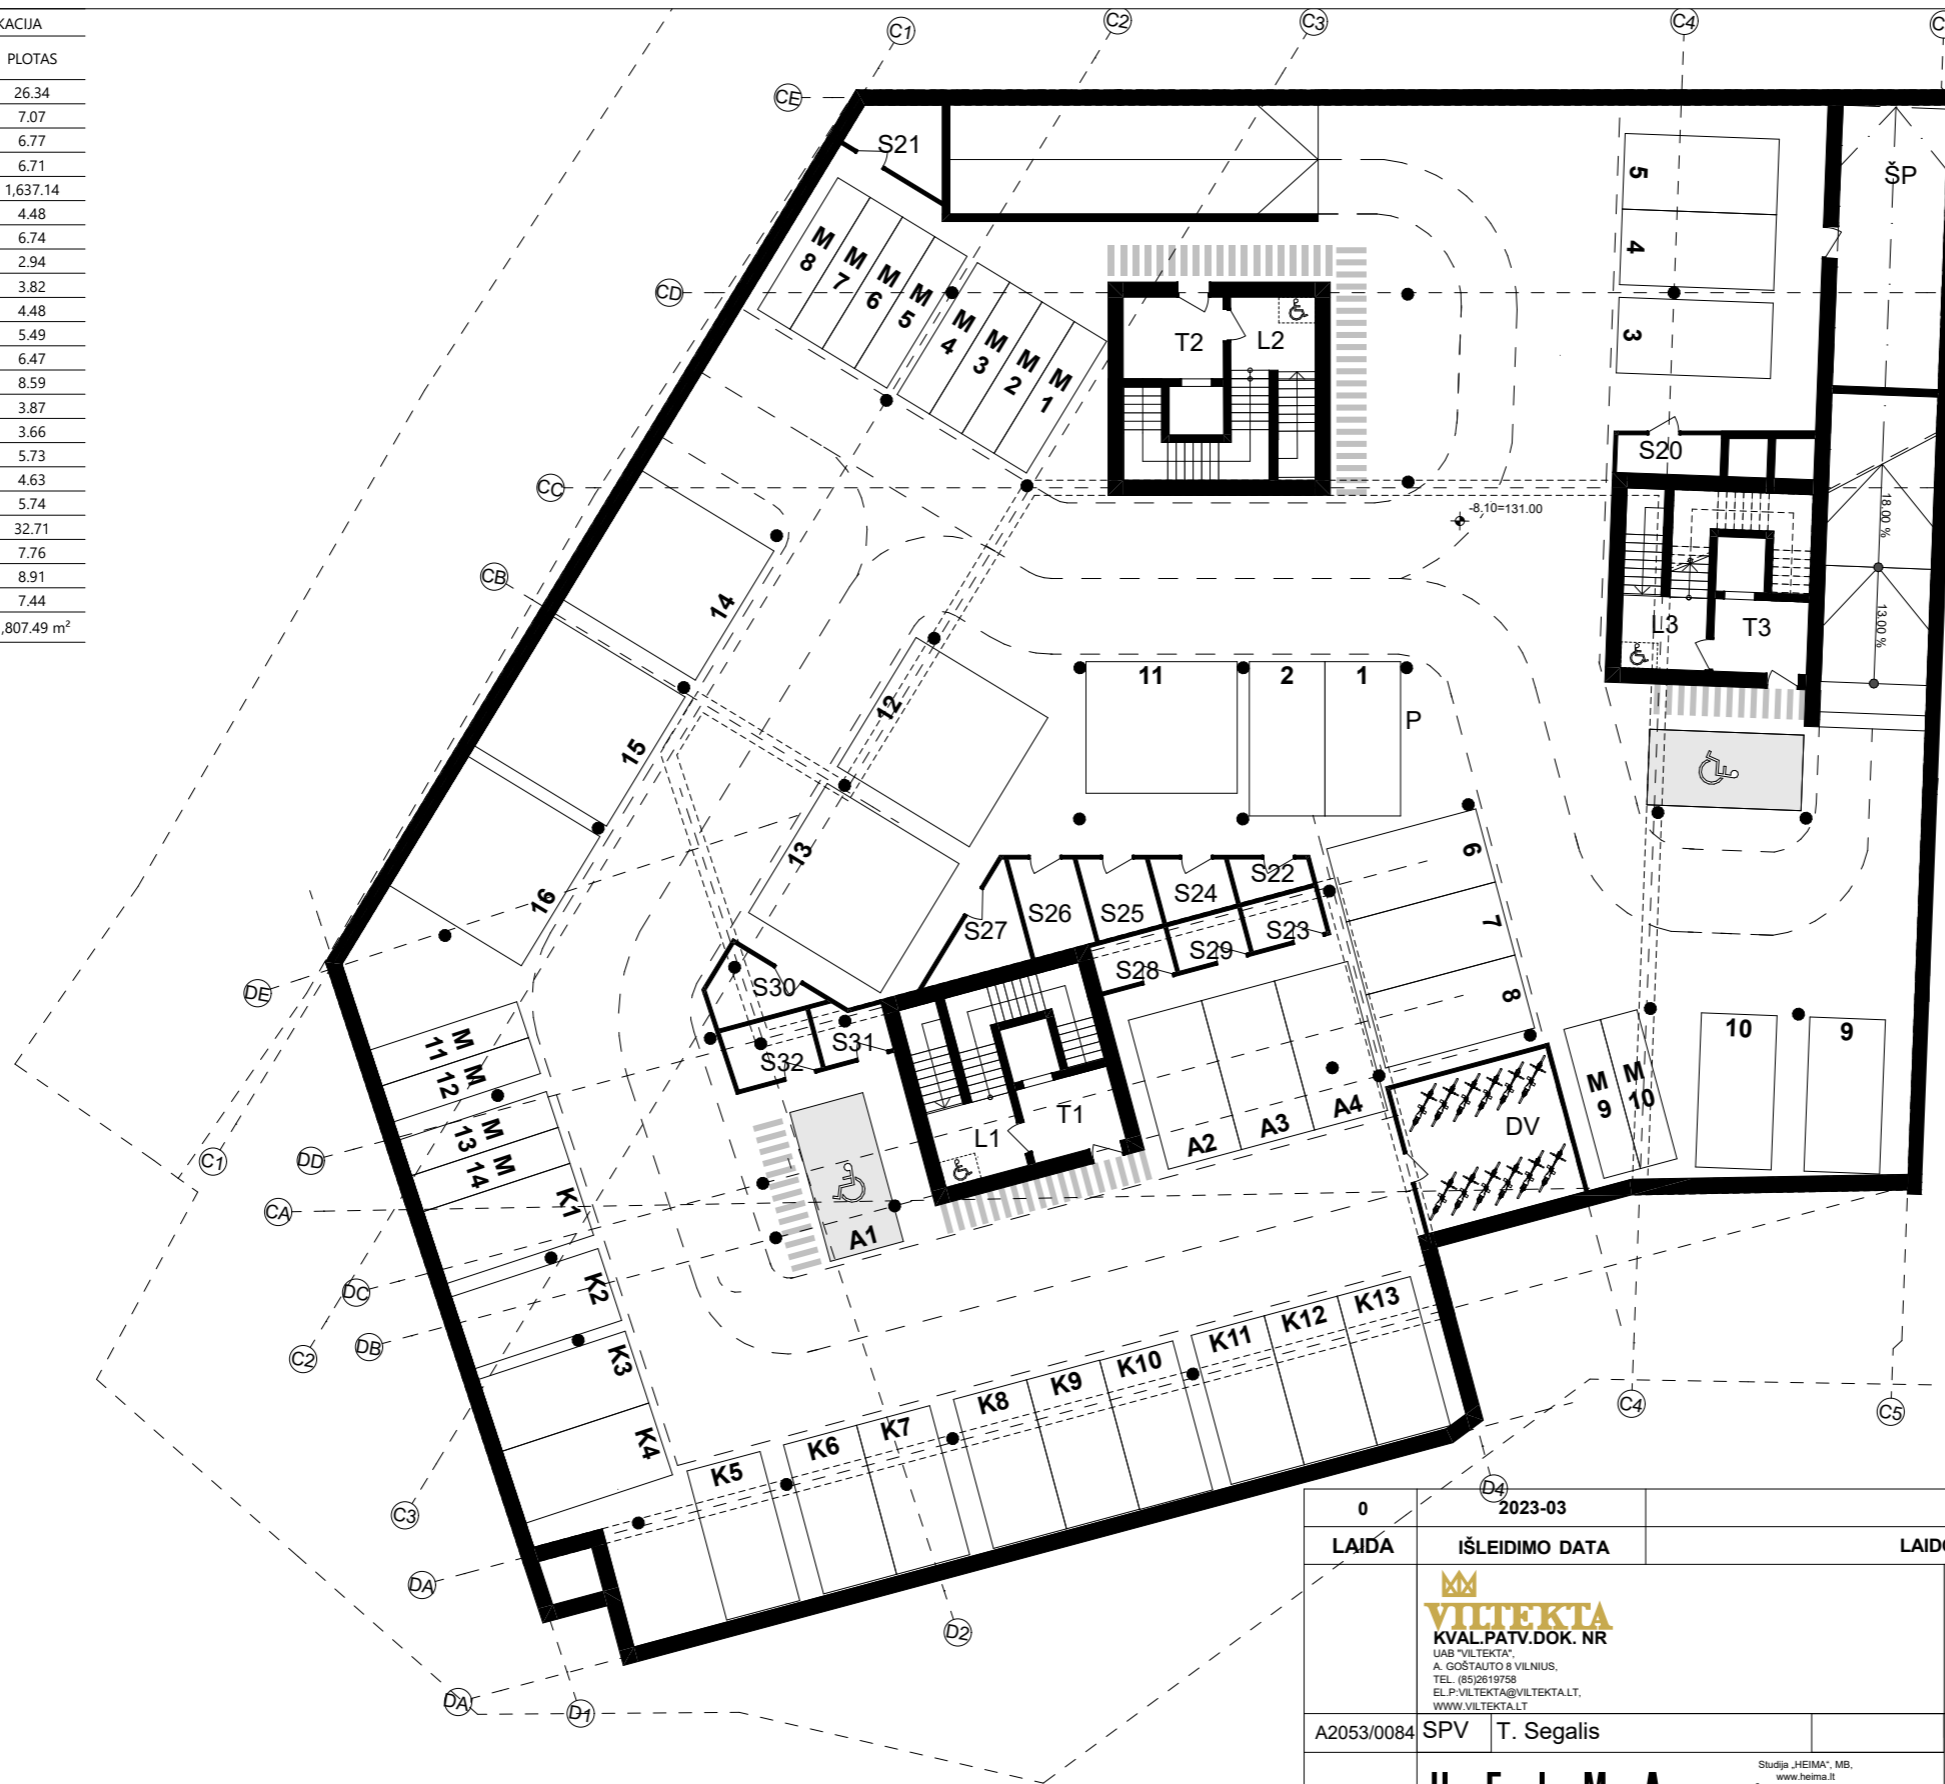 KACIJA
PLOTAS
26.34
7.07
6.77
6.71
1,637.14
4.48
6.74
2.94
3.82
4.48
5.49
6.47
8.59
3.87
3.66
5.73
4.63
5.74
32.71
7.76
8.91
7.44
,807.49 m²
C1
C2
C3
C4
CE
S21
5
ŠP
M 8
M 7
M 6
M 5
4
CD
M 4
M 3
M 2
M 1
T2
L2
3
S20
CC
-8.10=131.00
18.00 %
CB
14
13.00 %
L3
T3
11
2
1
12
P
15
13
6
S22
S24
S26
S25
16
S27
S23
7
S29
S28
DE
S30
8
S31
S32
M 11
M 12
10
9
M 9
M 10
T1
A4
A3
A2
DV
L1
M 13
M 14
C1
DD
K1
CA
A1
DC
K2
C2
DB
K3
K13
K12
K11
K10
K9
K8
C4
C5
K4
K7
K6
K5
C3
D4
DA
D2
DA
D1
0 2023-03
LAIDA IŠLEIDIMO DATA LAIDO
VILTEKTA
KVAL.PATV.DOK. NR
UAB "VILTEKTA",
A. GOŠTAUTO 8 VILNIUS,
TEL. (85)2619758
EL.P:VILTEKTA@VILTEKTA.LT,
WWW.VILTEKTA.LT
A2053/0084 SPV T. Segalis
Studija „HEIMA“, MB,
www.heima.lt
H E I M A